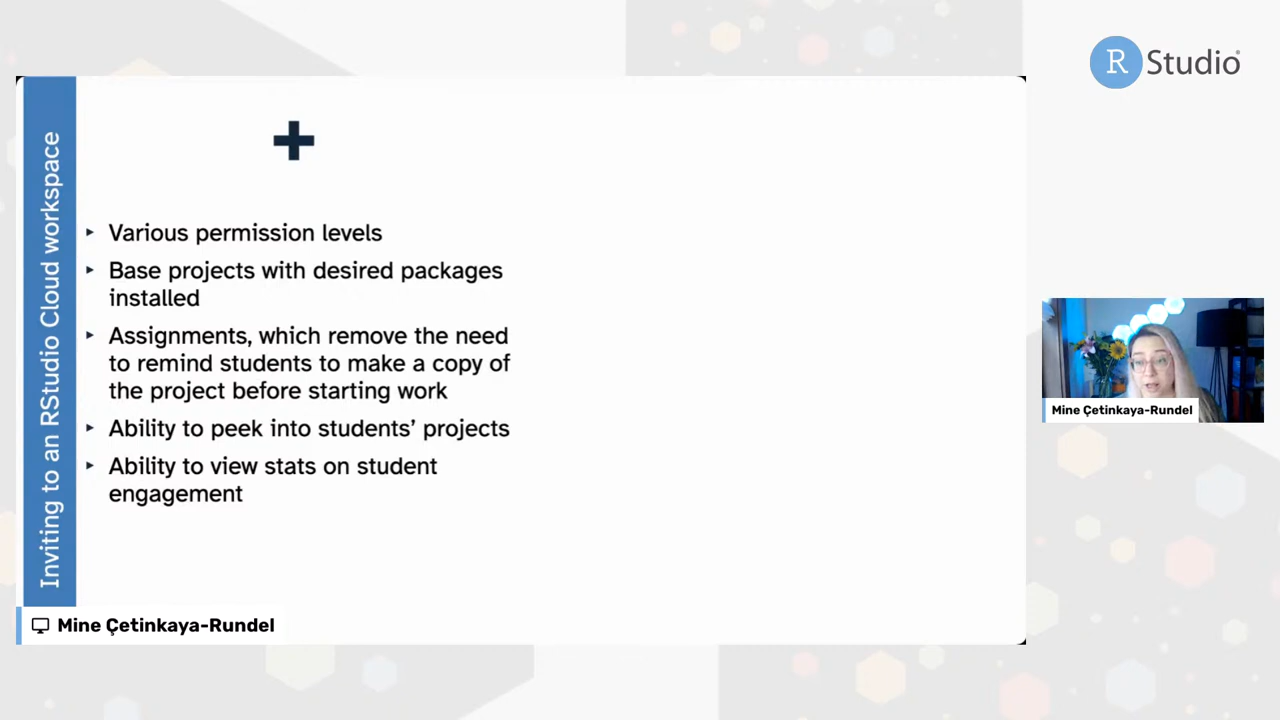 R Studio
Inviting to an RStudio Cloud workspace
Various permission levels
Base projects with desired packages
installed
Assignments, which remove the need
to remind students to make a copy of
the project before starting work
Ability to peek into students’ projects
Ability to view stats on student
engagement
Mine Çetinkaya-Rundel
Mine Çetinkaya-Rundel